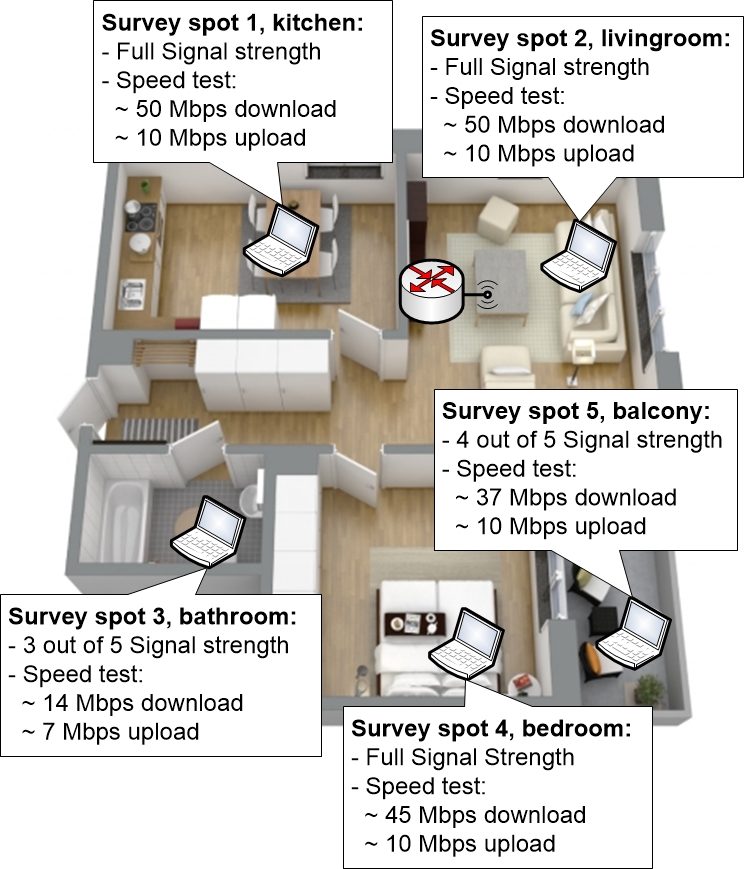 Survey spot 1, kitchen:
- Full Signal strength
- Speed test:
~ 50 Mbps download
~ 10 Mbps upload
Survey spot 2, livingroom:
- Full Signal strength
- Speed test:
~ 50 Mbps download
~ 10 Mbps upload
Survey spot 5, balcony:
- 4 out of 5 Signal strength
- Speed test:
~ 37 Mbps download
~ 10 Mbps upload
Survey spot 3, bathroom:
- 3 out of 5 Signal strength
- Speed test:
~ 14 Mbps download
~ 7 Mbps upload
Survey spot 4, bedroom:
- Full Signal Strength
- Speed test:
~ 45 Mbps download
~ 10 Mbps upload